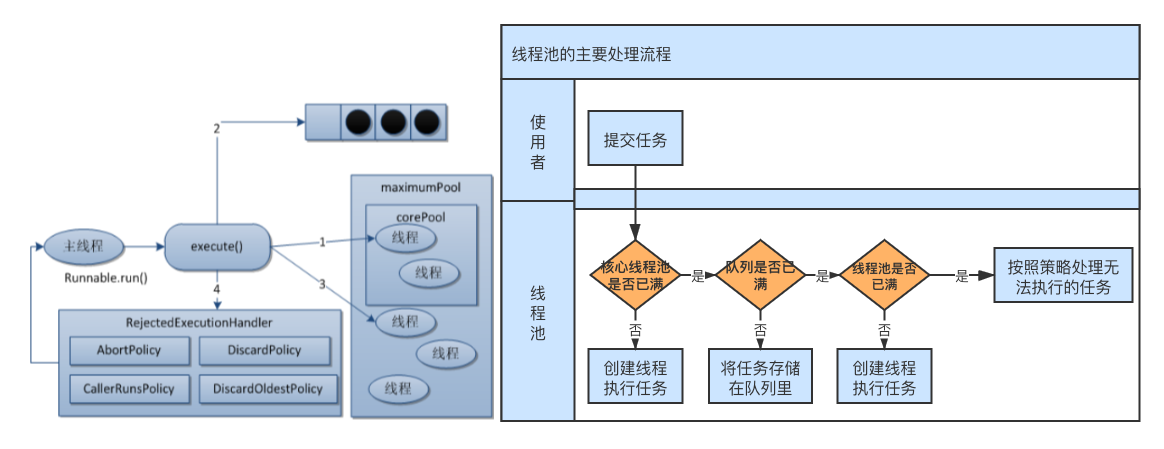 2
maximumPool
corePool
线程
线程
线程
线程
线程
主线程
execute()
1
3
4
Runnable.run()
RejectedExecutionHandler
AbortPolicy
DiscardPolicy
CallerRunsPolicy
DiscardOldestPolicy
线程池的主要处理流程
使
用
者
提交任务
线
程
池
核心线程池
是否已满
是
队列是否已
满
是
线程池是否
已满
是
按照策略处理无
法执行的任务
否
否
否
创建线程
执行任务
将任务存储
在队列里
创建线程
执行任务